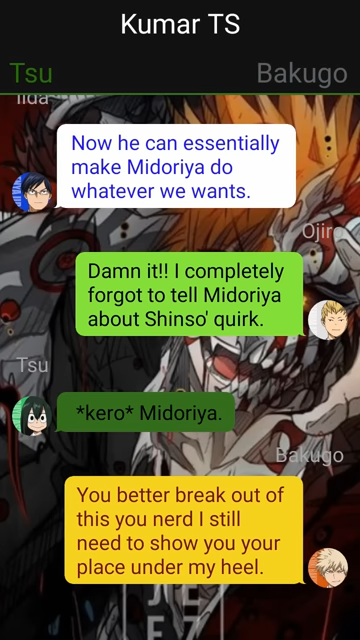 Kumar TS
Tsu
Bakugo
Iida
Now he can essentially
make Midoriya do
whatever we wants.
Ojiro
Damn it!! I completely
forgot to tell Midoriya
about Shinso' quirk.
Tsu
*kero* Midoriya.
Bakugo
You better break out of
this you nerd I still
need to show you your
place under my heel.